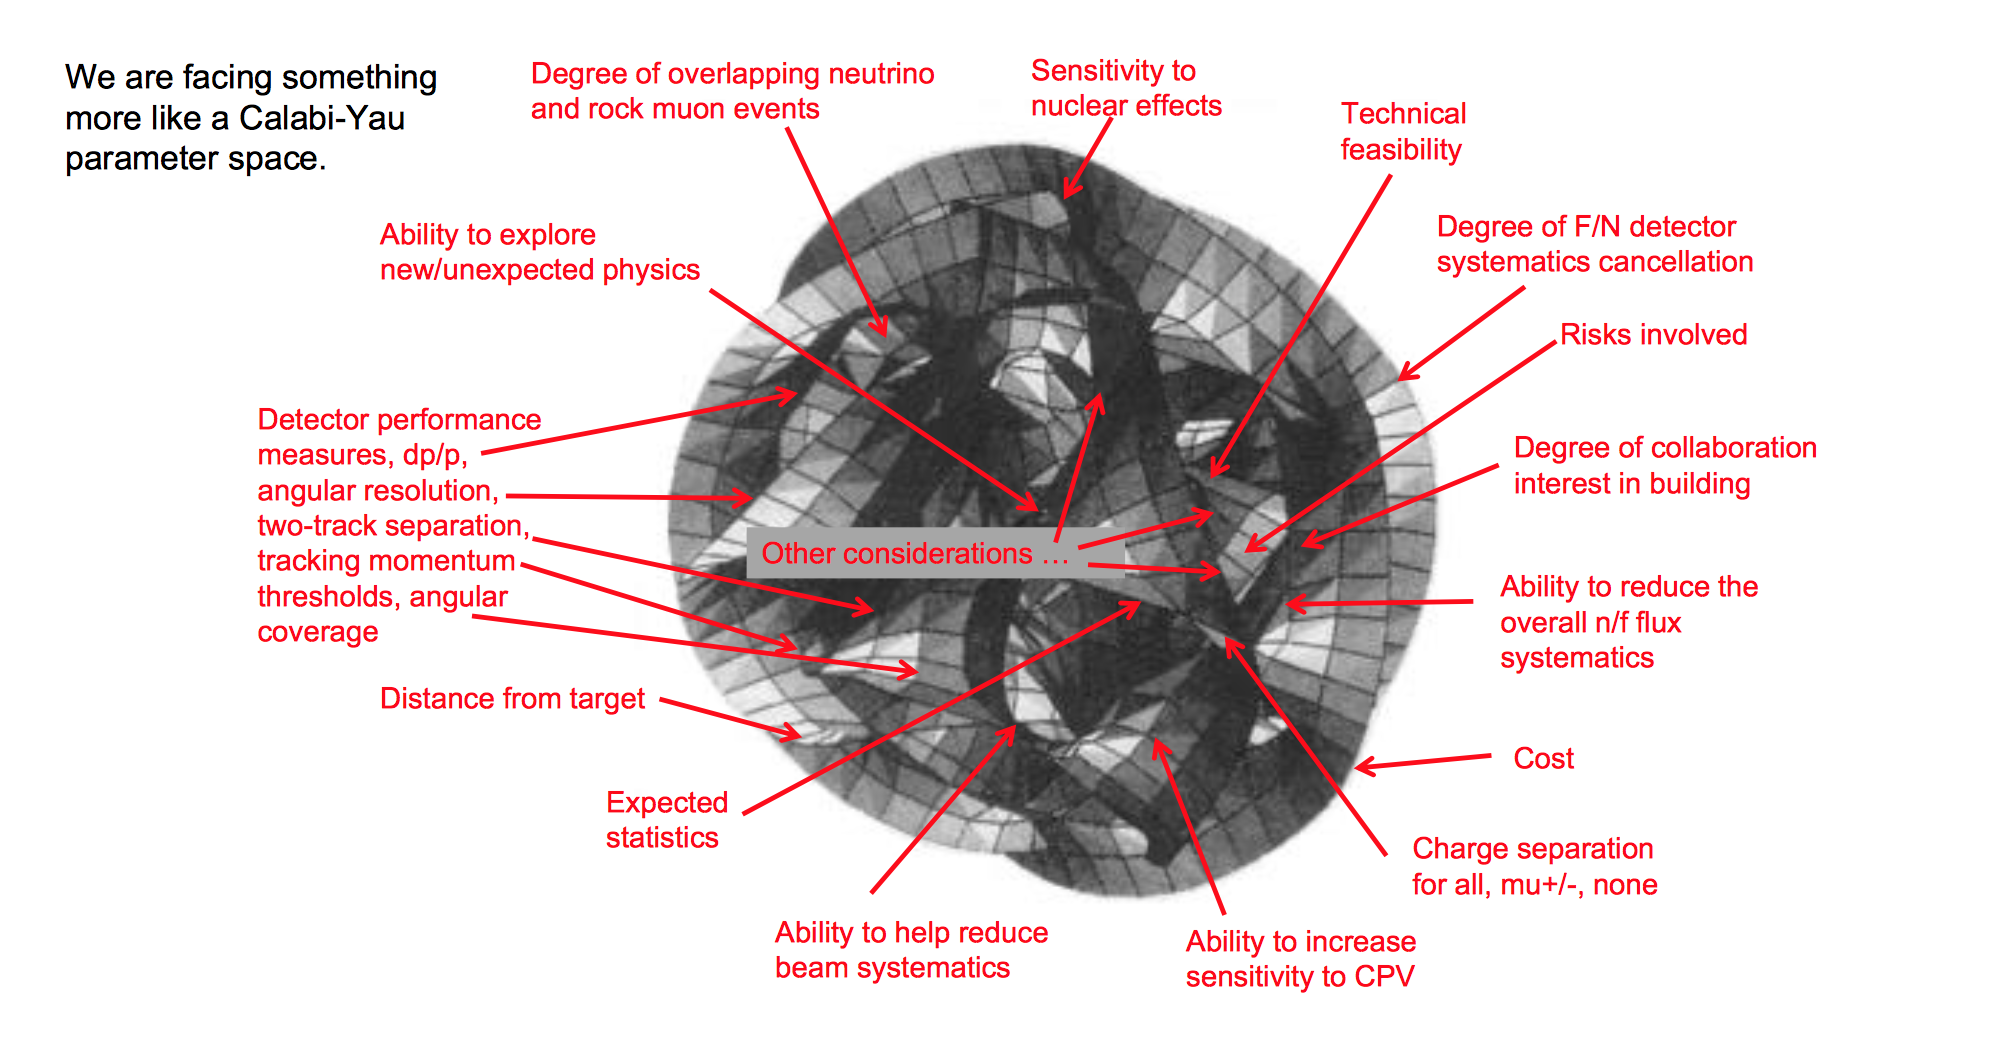 We are facing something
more like a Calabi-Yau
parameter space.
Degree of overlapping neutrino
and rock muon events
Sensitivity to
nuclear effects
Technical
feasibility
Ability to explore
new/unexpected physics
Degree of F/N detector
systematics cancellation
Risks involved
Detector performance
measures, dp/p,
angular resolution,
two-track separation,
tracking momentum
thresholds, angular
coverage
Degree of collaboration
interest in building
Other considerations ...
Ability to reduce the
overall n/f flux
systematics
Distance from target
Cost
Expected
statistics
Charge separation
for all, mu+/-, none
Ability to help reduce
beam systematics
Ability to increase
sensitivity to CPV